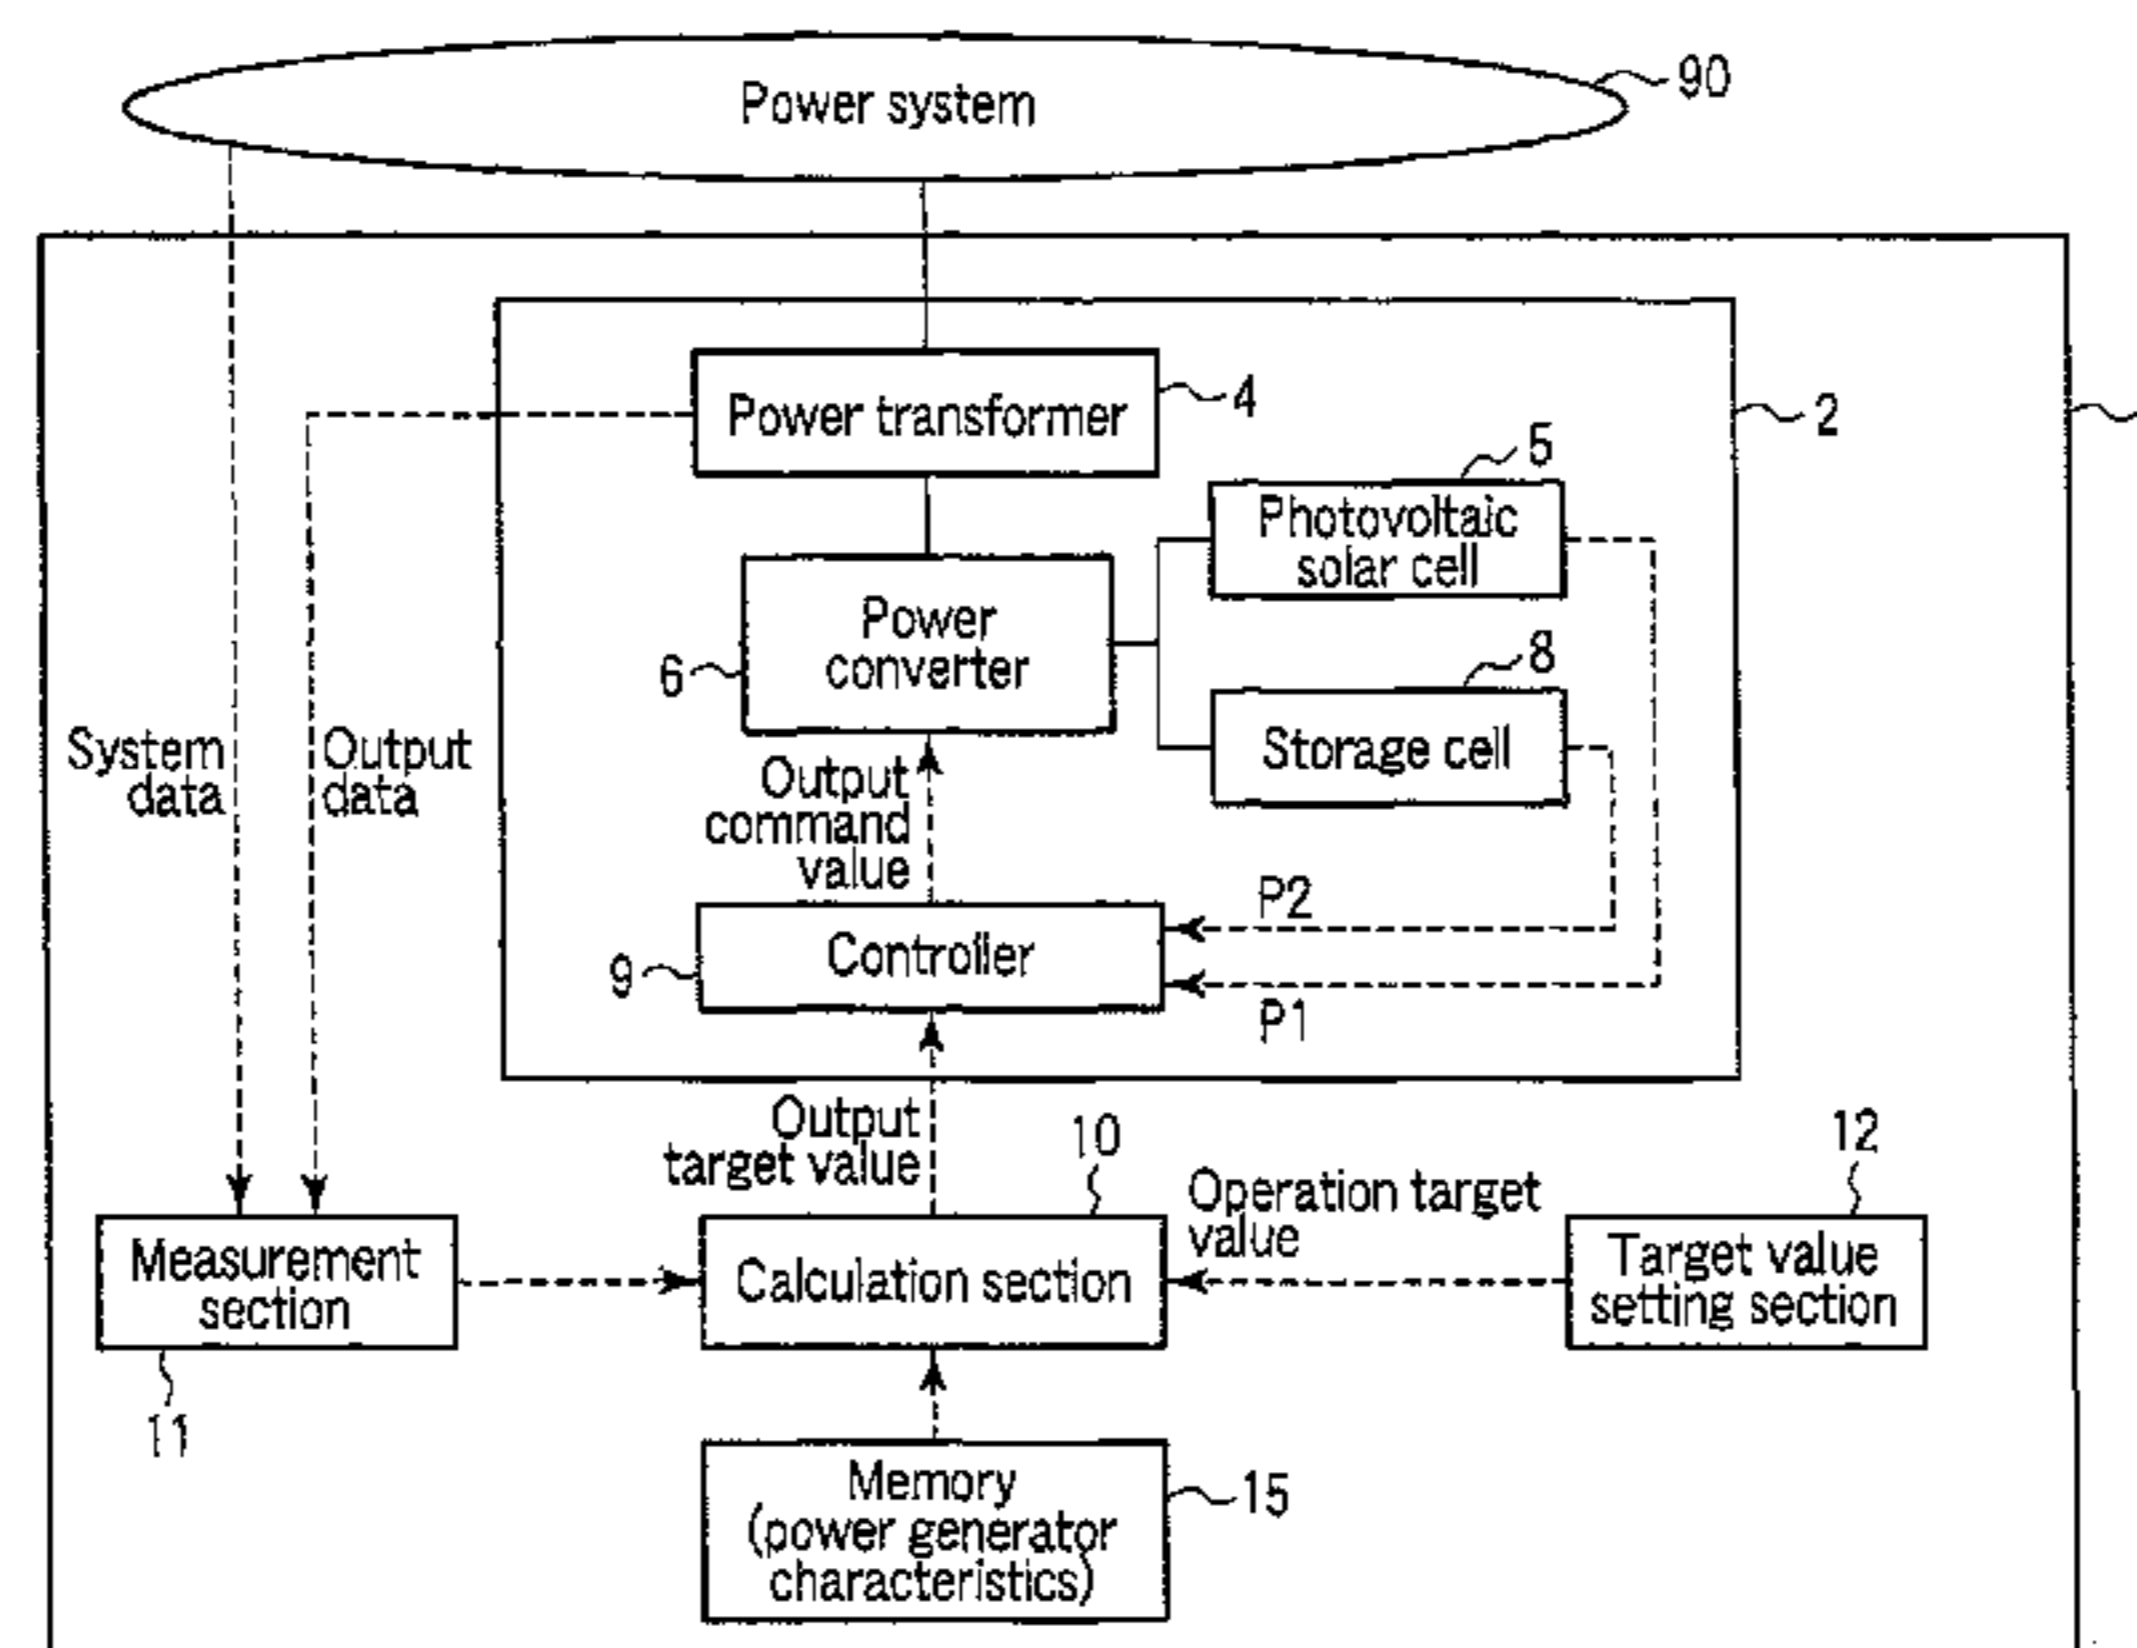 90
Power system
Power transformer
4
2
5
Photovoltaic
solar cell
Power
converter
6
8
Storage cell
System
data
Output
data
Output
command
value
P2
Controller
9
P1
Output
target value
10
12
Operation target
value
Measurement
section
Calculation section
Target value
setting section
11
Memory
(power generator
characteristics)
15